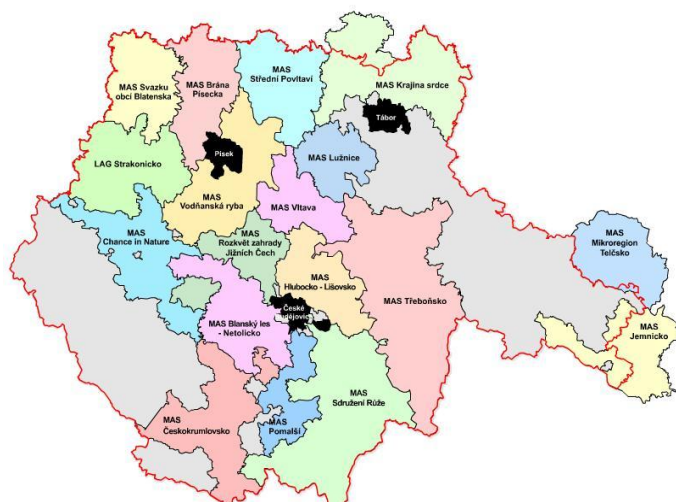 MAS Svazku
obcí Blatenska
MAS Brána
Písecka
MAS
Střední Povltaví
MAS Krajina srdce
Tábor
Písek
LAG Strakonicko
MAS Lužnice
MAS
Vodňanská ryba
MAS Vltava
MAS
Chance in Nature
MAS
Rozkvět zahrady
Jižních Čech
MAS
Mikroregion
Telčsko
MAS
Hlubocko - Lišovsko
MAS Třeboňsko
České
MAS Blanský les
- Netolicko
MAS
Jemnicko
MAS
Sdružení Růže
MAS
Českokrumlovsko
MAS
Pomalší